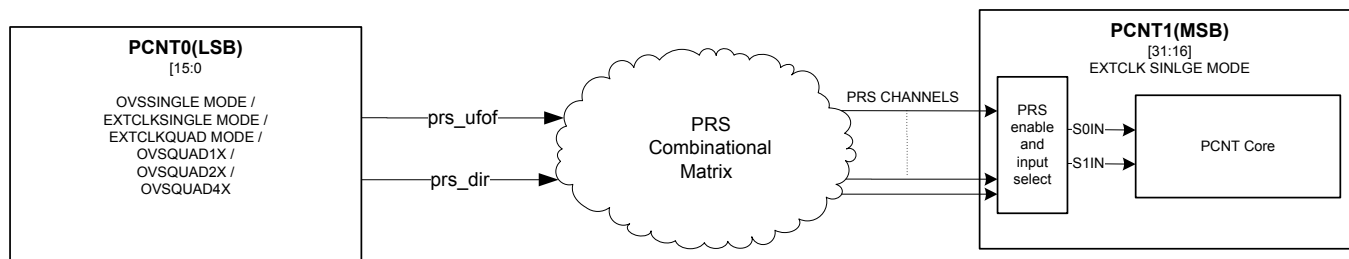 PCNT0(LSB)
[15:0
OVSSINGLE MODE /
EXTCLKSINGLE MODE /
EXTCLKQUAD MODE /
OVSQUAD1X /
OVSQUAD2X /
OVSQUAD4X
prs_ufof
prs_dir
PRS
Combinational
Matrix
PRS CHANNELS
PCNT1(MSB)
[31:16]
EXTCLK SINLGE MODE
PRS
enable
and
input
select
S0IN
S1IN
PCNT Core